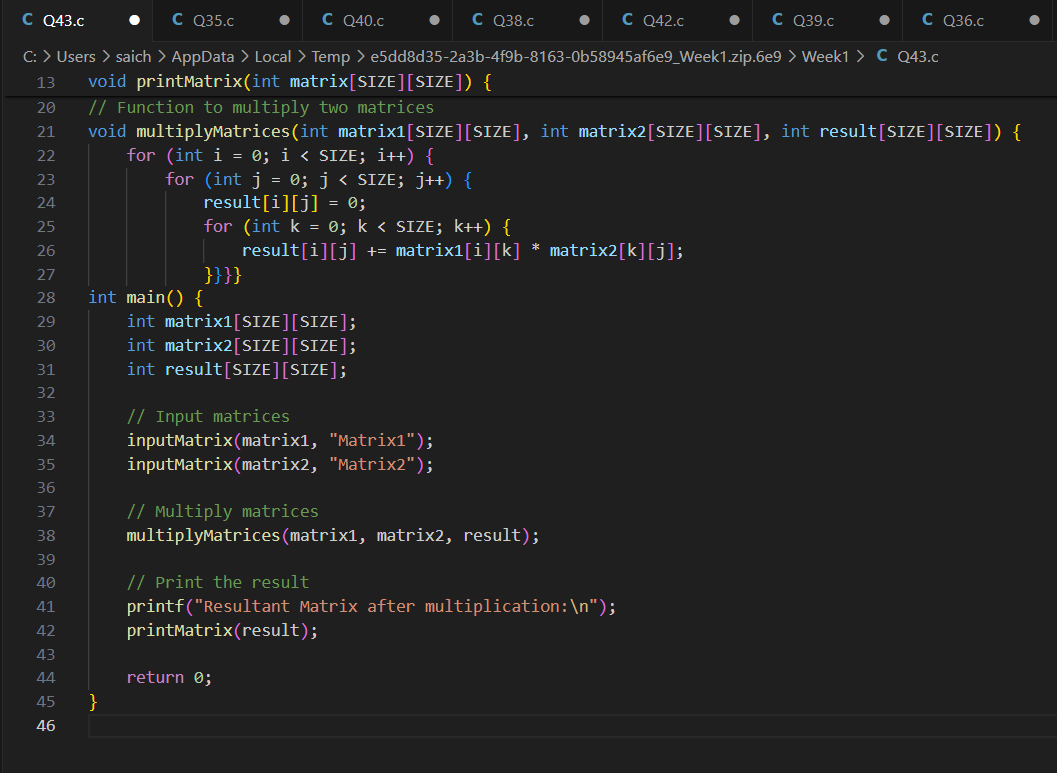 C Q43.c ● C Q35.c ● C Q40.c ● C Q38.c ● C Q42.c ● C Q39.c ● C Q36.c ●
C: > Users > saich > AppData > Local > Temp > e5dd8d35-2a3b-4f9b-8163-0b58945af6e9_Week1.zip.6e9 > Week1 > C Q43.c
13 void printMatrix(int matrix[SIZE][SIZE]) {
20 // Function to multiply two matrices
21 void multiplyMatrices(int matrix1[SIZE][SIZE], int matrix2[SIZE][SIZE], int result[SIZE][SIZE]) {
22     for (int i = 0; i < SIZE; i++) {
23         for (int j = 0; j < SIZE; j++) {
24             result[i][j] = 0;
25             for (int k = 0; k < SIZE; k++) {
26                 result[i][j] += matrix1[i][k] * matrix2[k][j];
27             }}}}
28 int main() {
29     int matrix1[SIZE][SIZE];
30     int matrix2[SIZE][SIZE];
31     int result[SIZE][SIZE];
32
33     // Input matrices
34     inputMatrix(matrix1, "Matrix1");
35     inputMatrix(matrix2, "Matrix2");
36
37     // Multiply matrices
38     multiplyMatrices(matrix1, matrix2, result);
39
40     // Print the result
41     printf("Resultant Matrix after multiplication:\n");
42     printMatrix(result);
43
44     return 0;
45 }
46